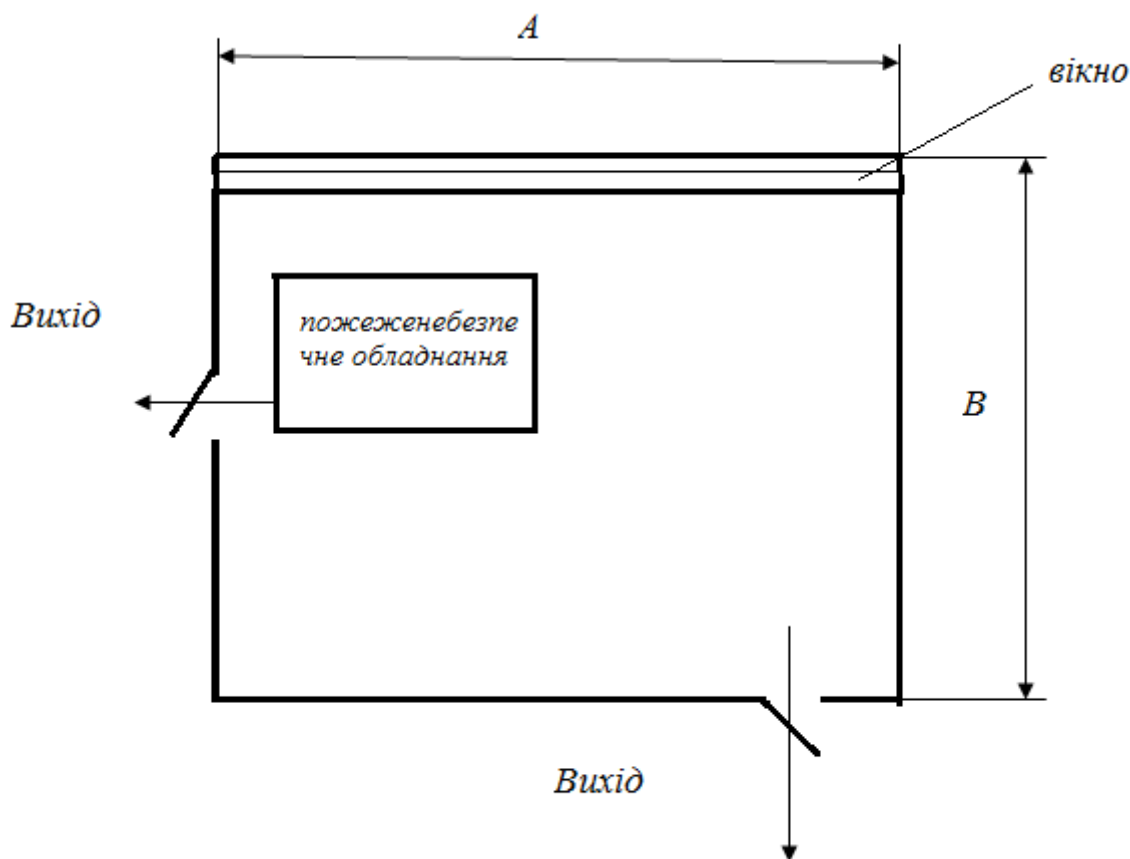 A
вікно
Вихід
пожеженебезпе
чне обладнання
B
Вихід